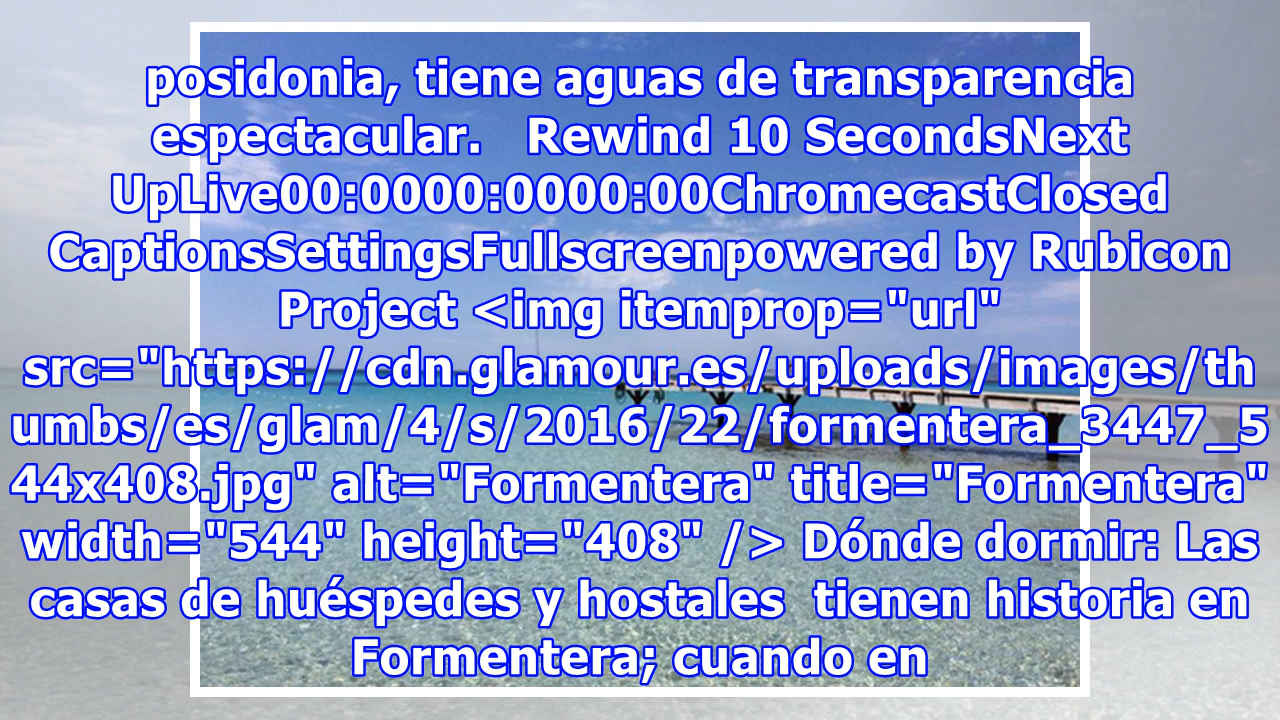 posidonia, tiene aguas de transparencia
espectacular.   Rewind 10 SecondsNext
UpLive00:0000:0000:00ChromecastClosed
CaptionsSettingsFullscreenpowered by Rubicon
Project <img itemprop="url"
src="https://cdn.glamour.es/uploads/images/th
umbs/es/glam/4/s/2016/22/formentera_3447_5
44x408.jpg" alt="Formentera" title="Formentera"
width="544" height="408" /> Dónde dormir: Las
casas de huéspedes y hostales  tienen historia en
Formentera; cuando en